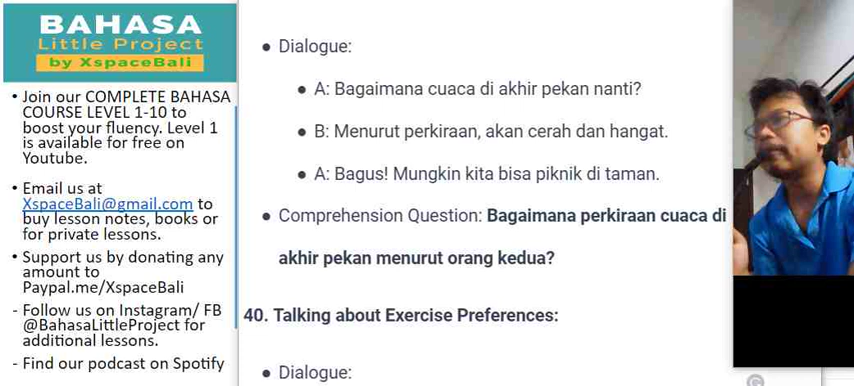 BAHASA
Little Project
by XspaceBali
• Join our COMPLETE BAHASA
COURSE LEVEL 1-10 to
boost your fluency. Level 1
is available for free on
Youtube.
• Email us at
XspaceBali@gmail.com to
buy lesson notes, books or
for private lessons.
• Support us by donating any
amount to
Paypal.me/XspaceBali
- Follow us on Instagram/ FB
@BahasaLittleProject for
additional lessons.
- Find our podcast on Spotify
• Dialogue:
• A: Bagaimana cuaca di akhir pekan nanti?
• B: Menurut perkiraan, akan cerah dan hangat.
• A: Bagus! Mungkin kita bisa piknik di taman.
• Comprehension Question: Bagaimana perkiraan cuaca di
akhir pekan menurut orang kedua?
40. Talking about Exercise Preferences:
• Dialogue: